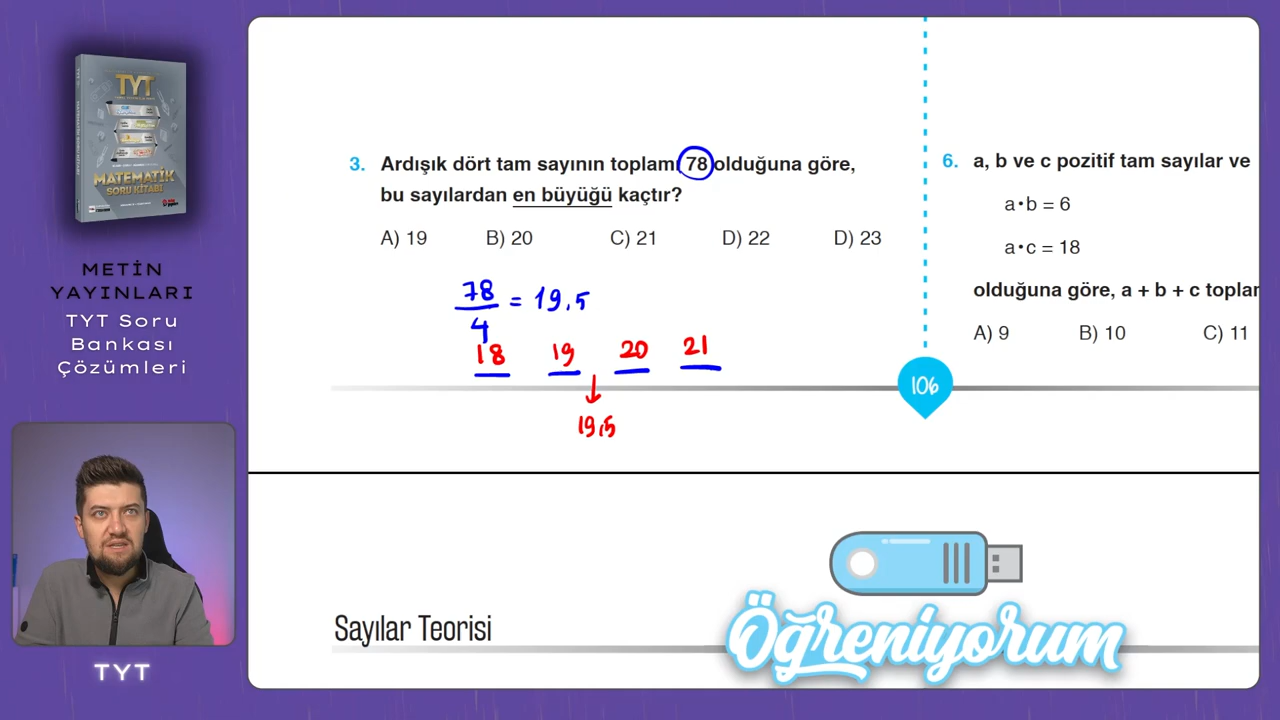 TYT
MATEMATİK
SORU KİTABI
METİN
YAYINLARI
TYT Soru
Bankası
Çözümleri
TYT
3. Ardışık dört tam sayının toplamı 78 olduğuna göre,
bu sayılardan en büyüğü kaçtır?
A) 19 B) 20 C) 21 D) 22 D) 23
78
4
= 19,5
18 19 20 21
19,5
6. a, b ve c pozitif tam sayılar ve
a•b = 6
a•c = 18
olduğuna göre, a + b + c toplam
A) 9 B) 10 C) 11
106
Sayılar Teorisi
Öğreniyorum